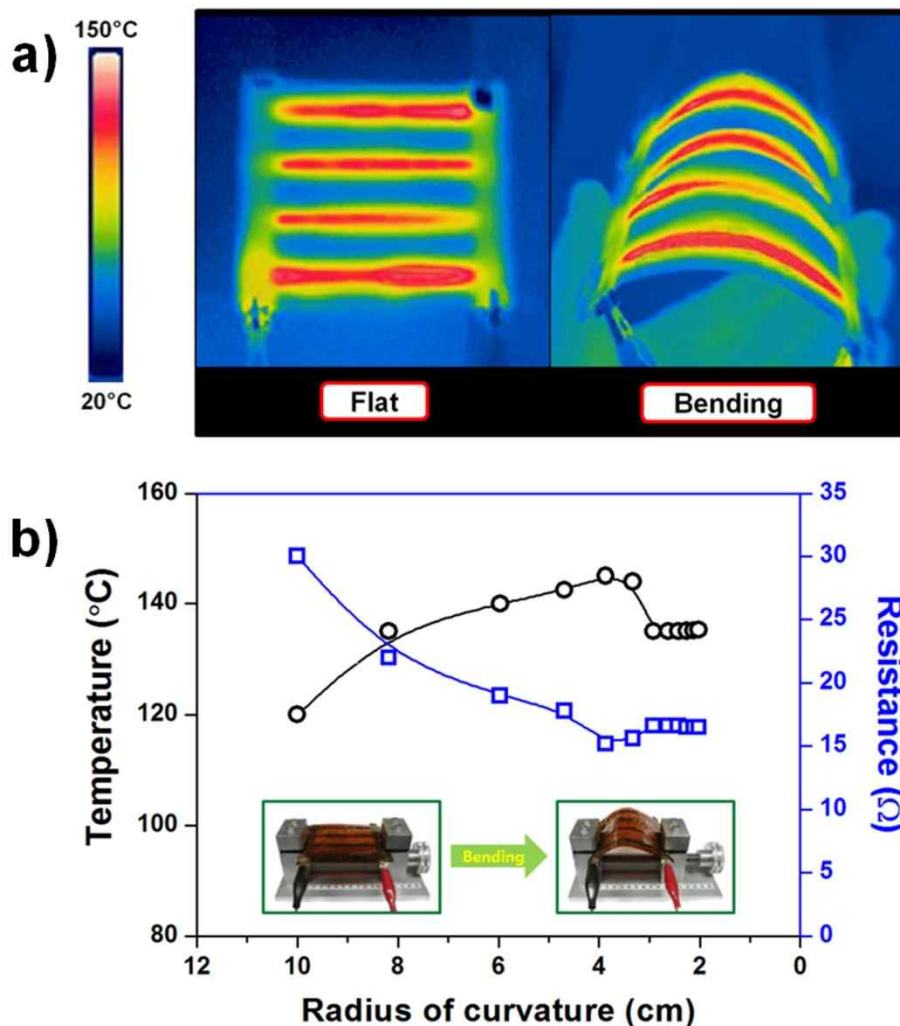 a)
150°C
20°C
Flat
Bending
b)
160
140
120
100
80
Temperature (°C)
35
30
25
20
15
10
5
0
Resistance (Ω)
Bending
12
10
8
6
4
2
0
Radius of curvature (cm)